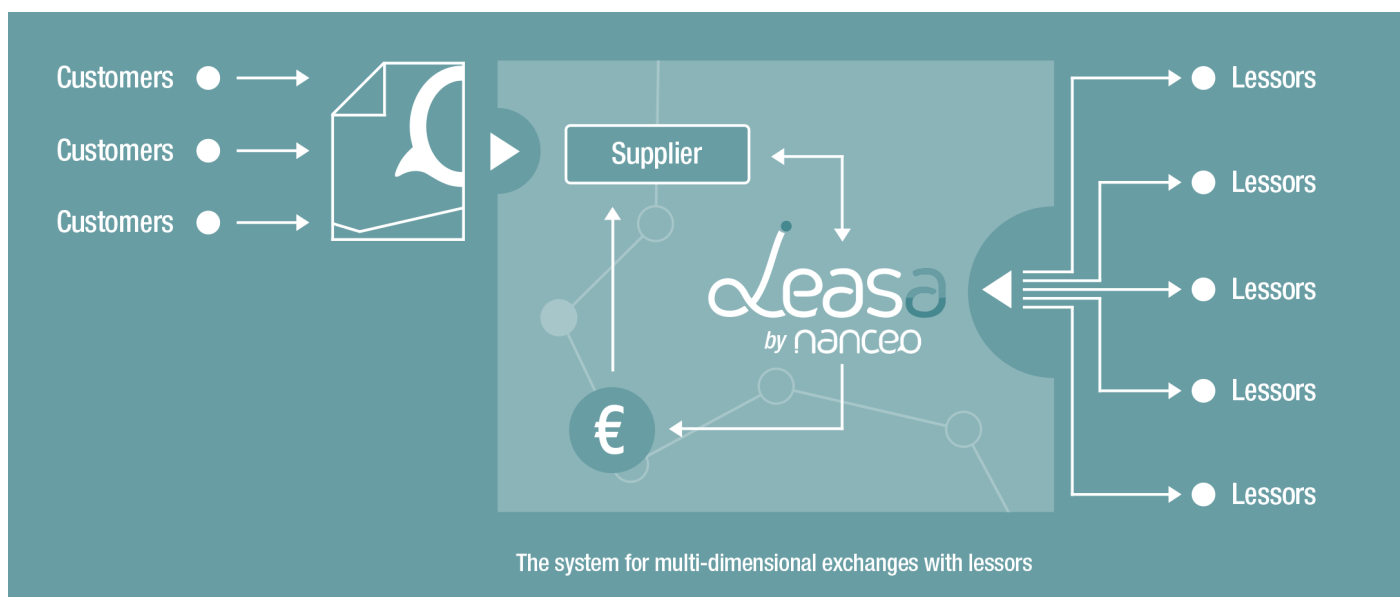 Customers
Customers
Customers
Supplier
€
Leasa
by nanceo
Lessors
Lessors
Lessors
Lessors
Lessors
The system for multi-dimensional exchanges with lessors